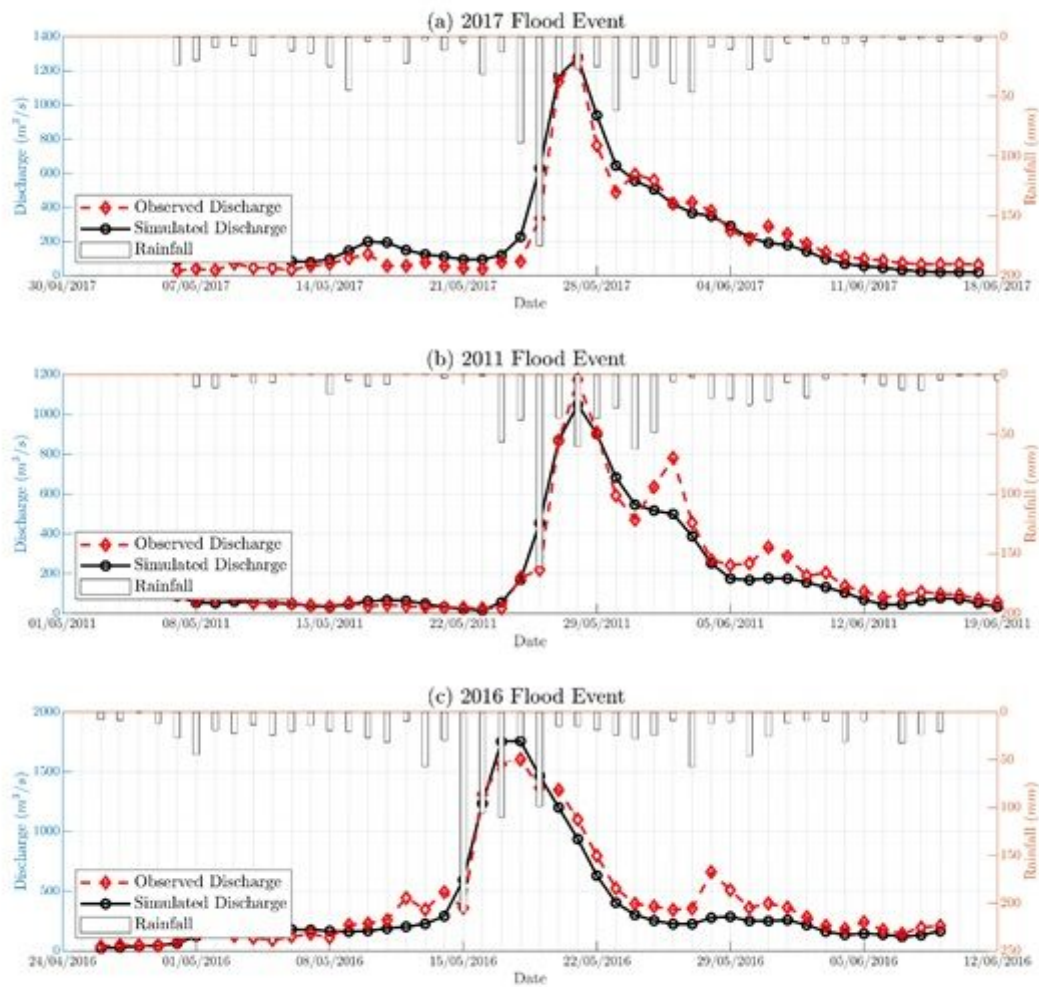 (a) 2017 Flood Event
1400
1200
1000
800
600
400
200
0
Discharge (m³/s)
0
50
100
150
200
Rainfall (mm)
Observed Discharge
Simulated Discharge
Rainfall
30/04/2017 07/05/2017 14/05/2017 21/05/2017 28/05/2017 04/06/2017 11/06/2017 18/06/2017
Date
(b) 2011 Flood Event
1200
1000
800
600
400
200
0
Discharge (m³/s)
0
50
100
150
200
Rainfall (mm)
Observed Discharge
Simulated Discharge
Rainfall
01/05/2011 08/05/2011 15/05/2011 22/05/2011 29/05/2011 05/06/2011 12/06/2011 19/06/2011
Date
(c) 2016 Flood Event
2000
1500
1000
500
0
Discharge (m³/s)
0
50
100
150
200
250
Rainfall (mm)
Observed Discharge
Simulated Discharge
Rainfall
24/04/2016 01/05/2016 08/05/2016 15/05/2016 22/05/2016 29/05/2016 05/06/2016 12/06/2016
Date